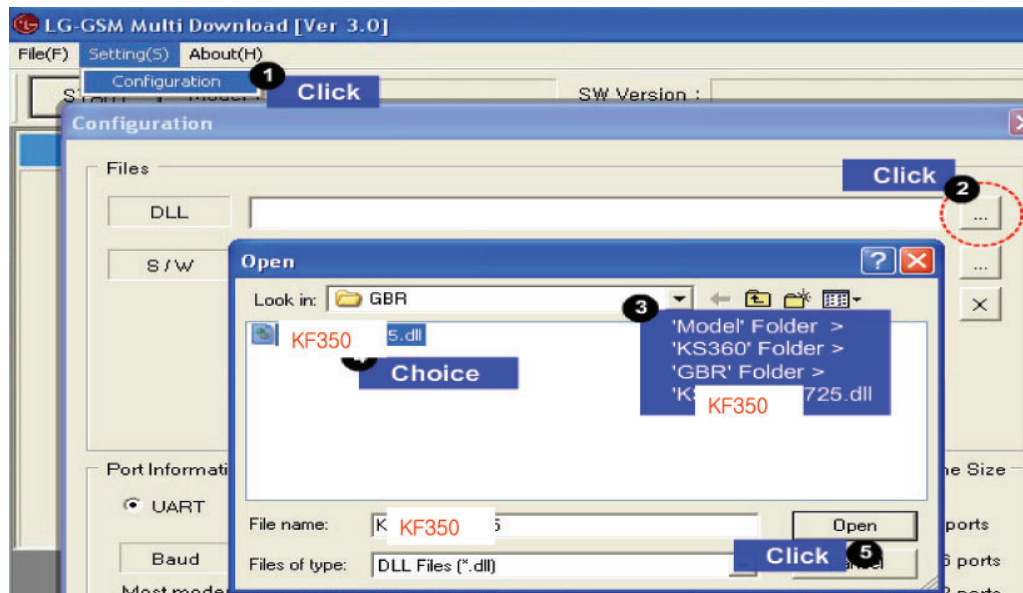 LG-GSM Multi Download [Ver 3.0]
File(F) Setting(S) About(H)
Configuration 1 Click
SW Version :
Configuration
Files
Click
2
DLL ...
S/W ...
Open
Look in: GBR
3
KF350 5.dll
'Model' Folder >
'KS360' Folder >
'GBR' Folder >
KF350 725.dll
Choice
Port
UART
File name: K KF350
Open
ports
Baud
Files of type: DLL Files (*.dll)
Click 5
ports